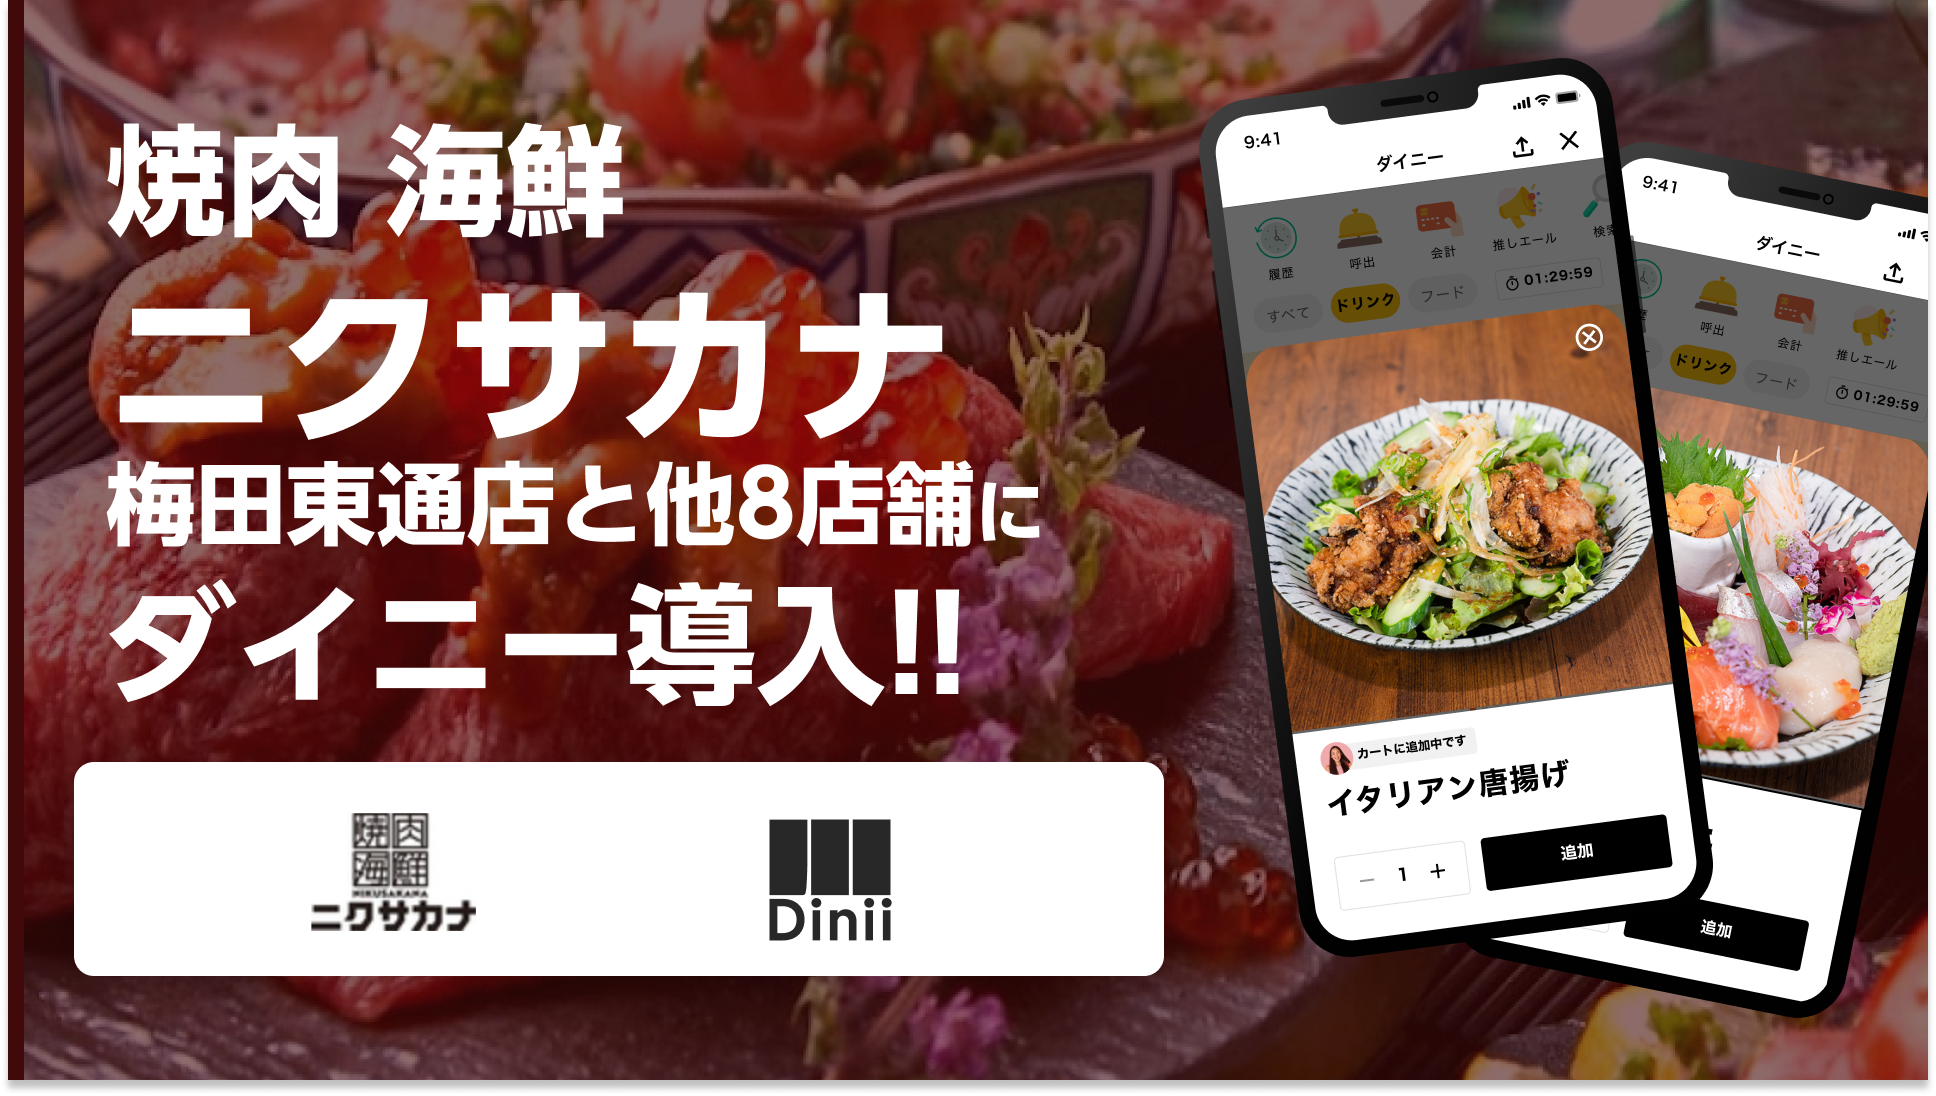 焼肉 海鮮
ニクサカナ
梅田東通店と他8店舗に
ダイニー導入!!
焼肉
海鮮
NIKUSAKANA
ニクサカナ
Dinii
9:41
ダイニー
履歴
呼出
会計
推しエール
検索
すべて
ドリンク
フード
01:29:59
カートに追加中です
イタリアン唐揚げ
1
追加
9:41
ダイニー
呼出
会計
推しエール
ドリンク
フード
01:29:59
追加